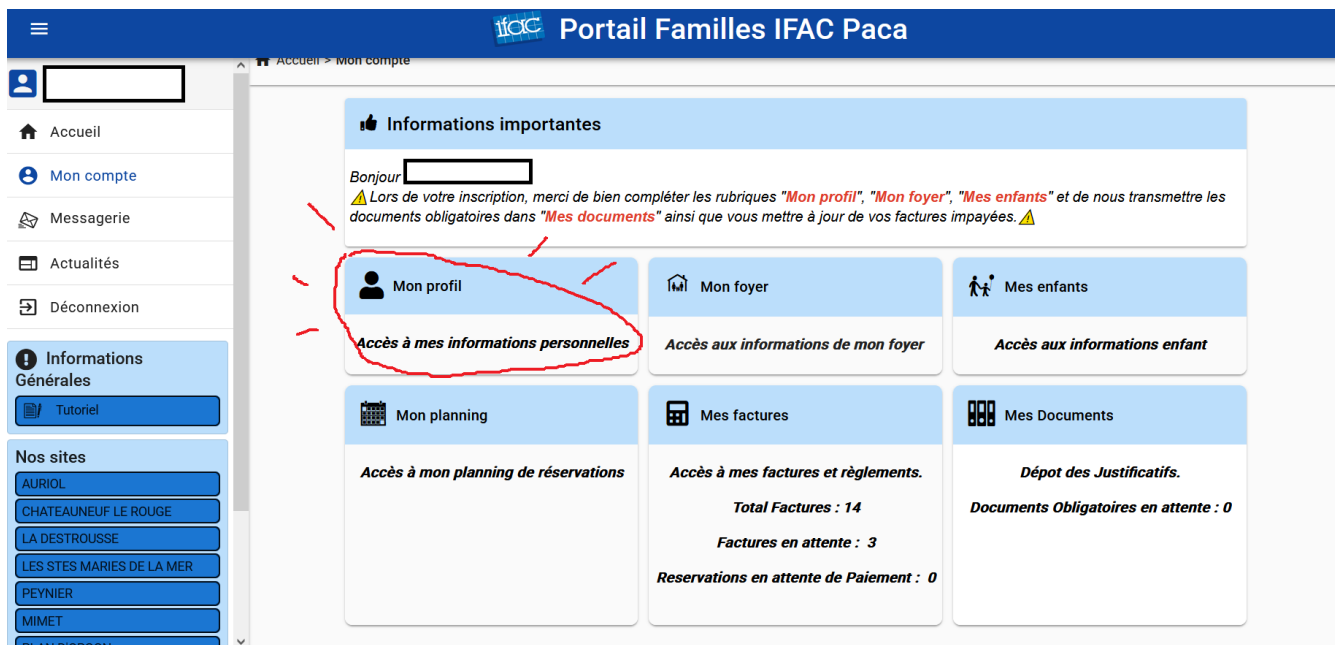 ifac Portail Familles IFAC Paca
Accueil > Mon compte
Accueil
Mon compte
Messagerie
Actualités
Déconnexion
Informations
Générales
Tutoriel
Nos sites
AURIOL
CHATEAUNEUF LE ROUGE
LA DESTROUSSE
LES STES MARIES DE LA MER
PEYNIER
MIMET
Informations importantes
Bonjour
Lors de votre inscription, merci de bien compléter les rubriques "Mon profil", "Mon foyer", "Mes enfants" et de nous transmettre les
documents obligatoires dans "Mes documents" ainsi que vous mettre à jour de vos factures impayées.
Mon profil
Accès à mes informations personnelles
Mon foyer
Accès aux informations de mon foyer
Mes enfants
Accès aux informations enfant
Mon planning
Accès à mon planning de réservations
Mes factures
Accès à mes factures et règlements.
Total Factures : 14
Factures en attente : 3
Reservations en attente de Paiement : 0
Mes Documents
Dépot des Justificatifs.
Documents Obligatoires en attente : 0